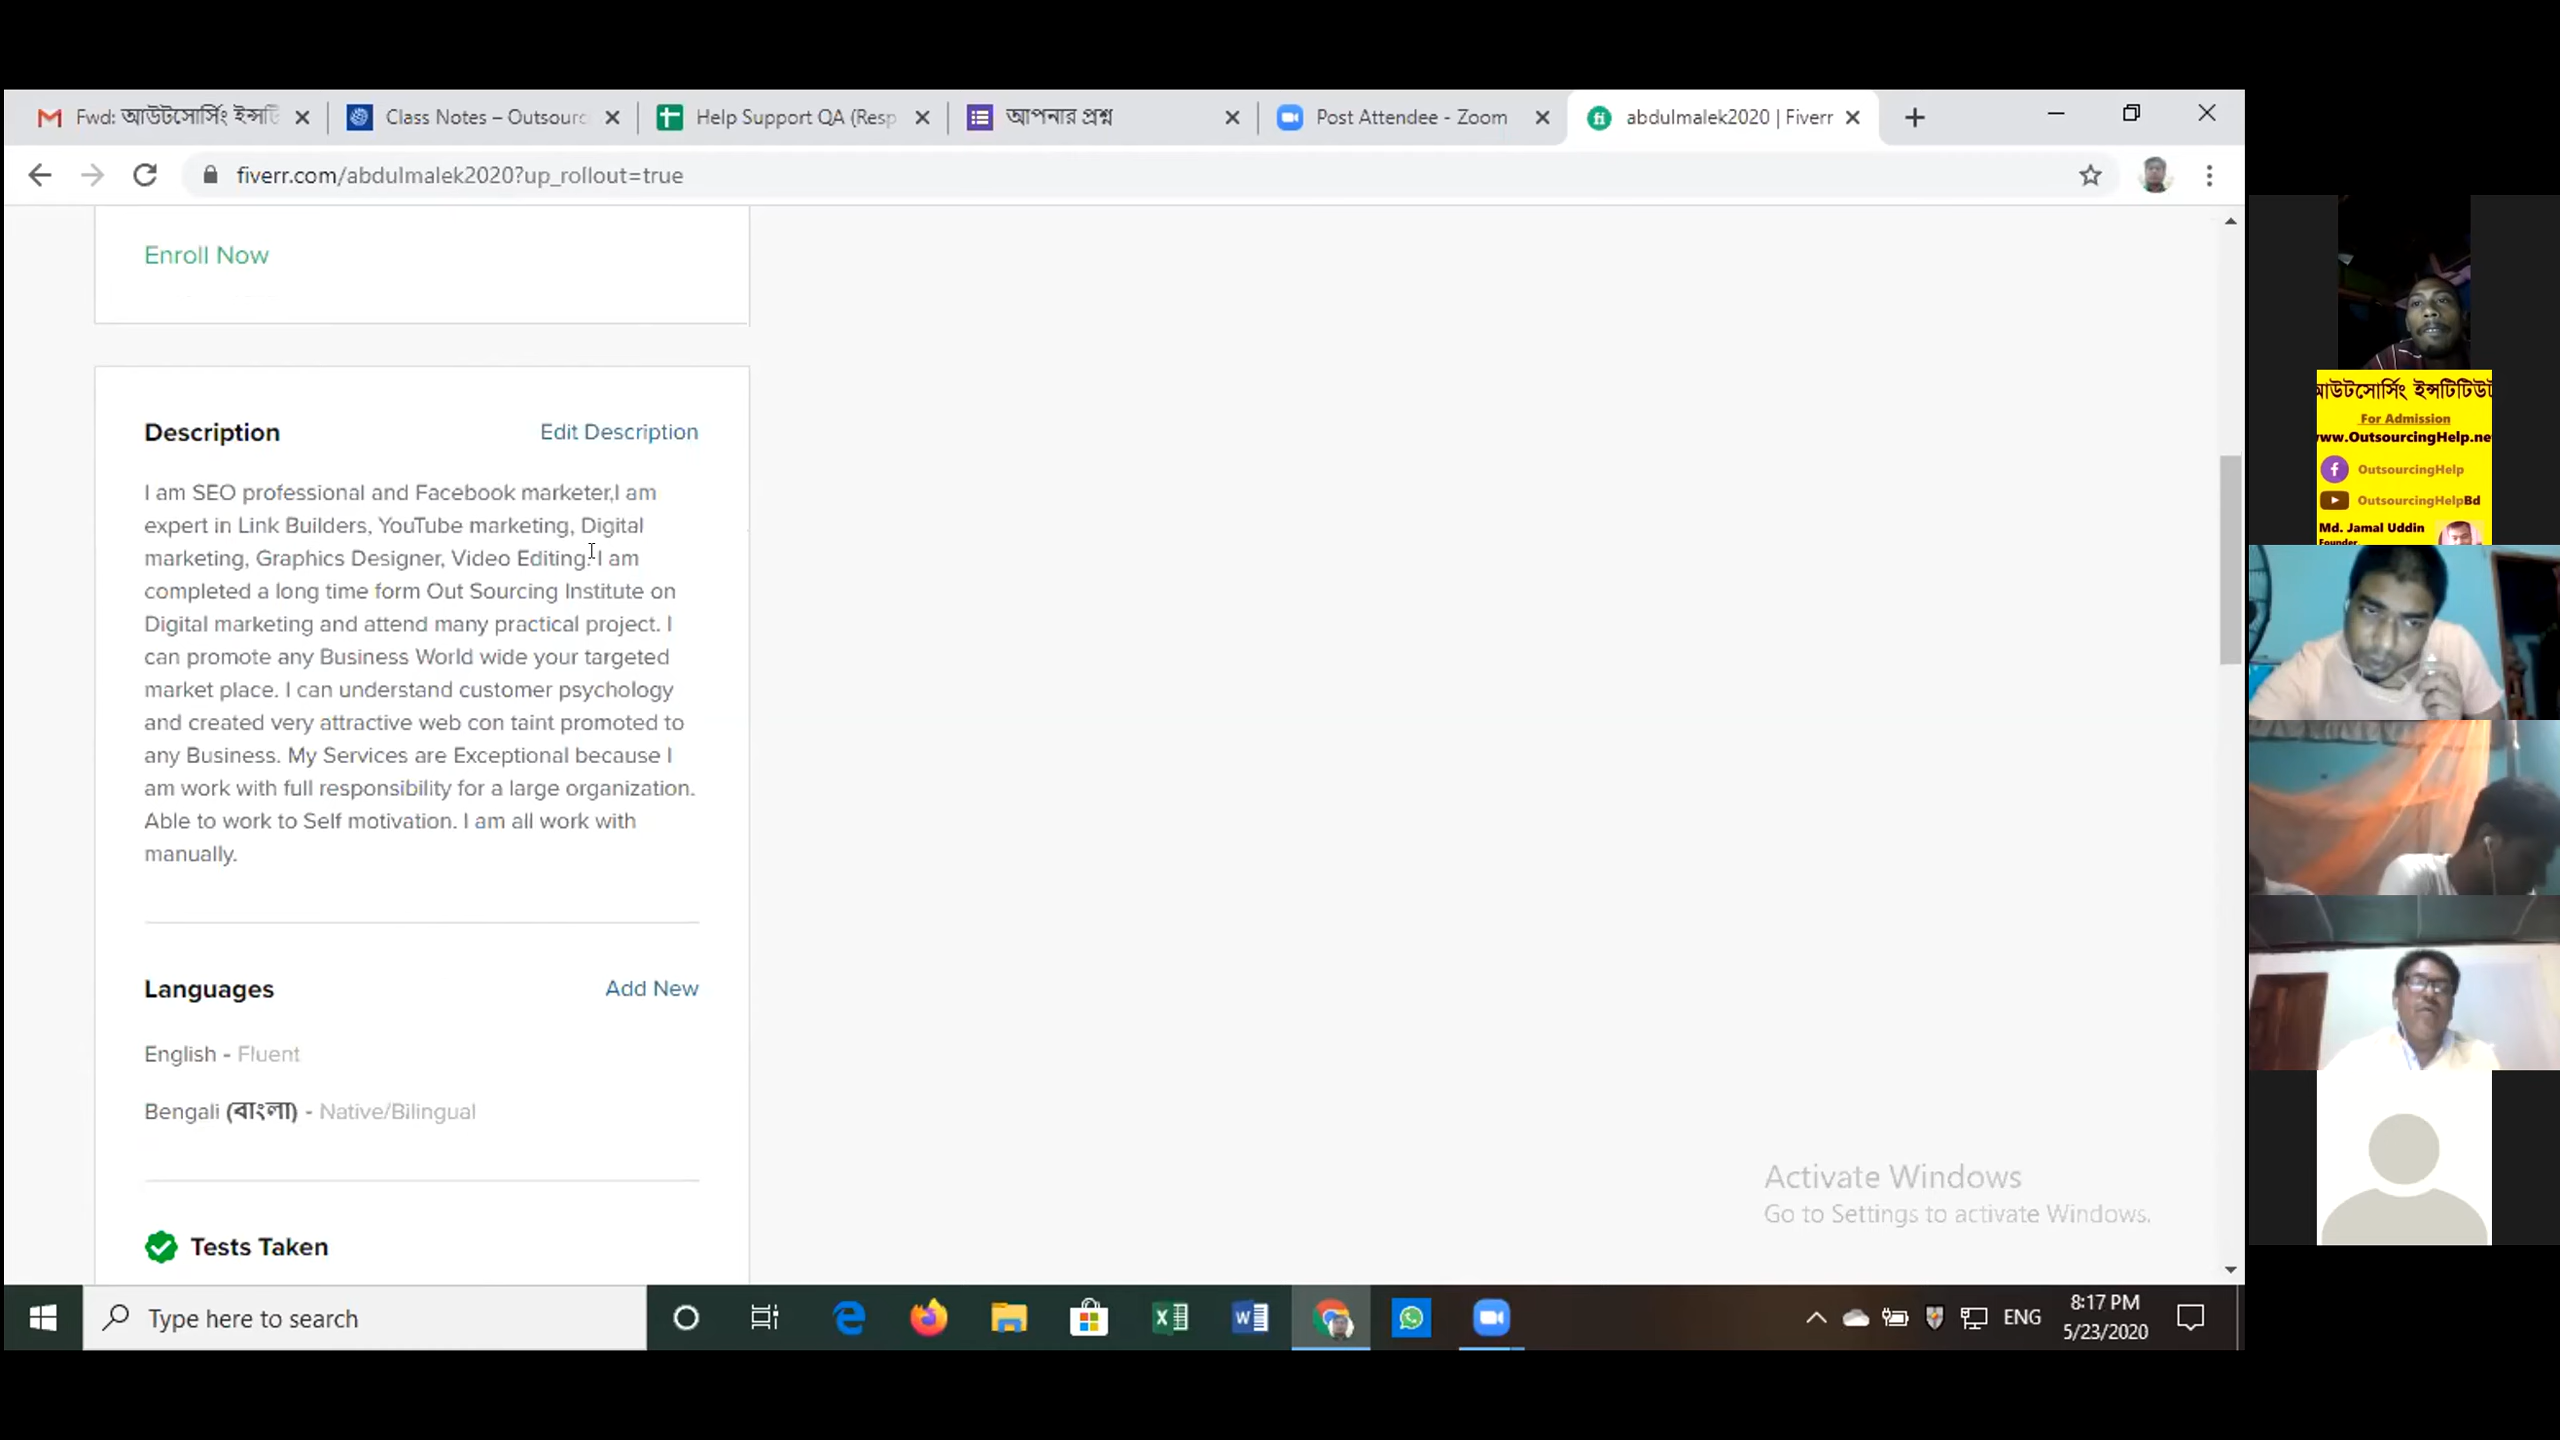 Fwd: আউটসোর্সিং ইন্সটি
Class Notes – Outsourc
Help Support QA (Resp
আপনার প্রশ্ন
Post Attendee - Zoom
abdulmalek2020 | Fiverr
fiverr.com/abdulmalek2020?up_rollout=true
Enroll Now
Description
Edit Description
I am SEO professional and Facebook marketer,I am
expert in Link Builders, YouTube marketing, Digital
marketing, Graphics Designer, Video Editing. I am
completed a long time form Out Sourcing Institute on
Digital marketing and attend many practical project. I
can promote any Business World wide your targeted
market place. I can understand customer psychology
and created very attractive web con taint promoted to
any Business. My Services are Exceptional because I
am work with full responsibility for a large organization.
Able to work to Self motivation. I am all work with
manually.
Languages
Add New
English - Fluent
Bengali (বাংলা) - Native/Bilingual
Tests Taken
Activate Windows
Go to Settings to activate Windows.
Type here to search
ENG
8:17 PM
5/23/2020
আউটসোর্সিং ইন্সটিটিউট
For Admission
www.OutsourcingHelp.ne
OutsourcingHelp
OutsourcingHelpBd
Md. Jamal Uddin
Founder,